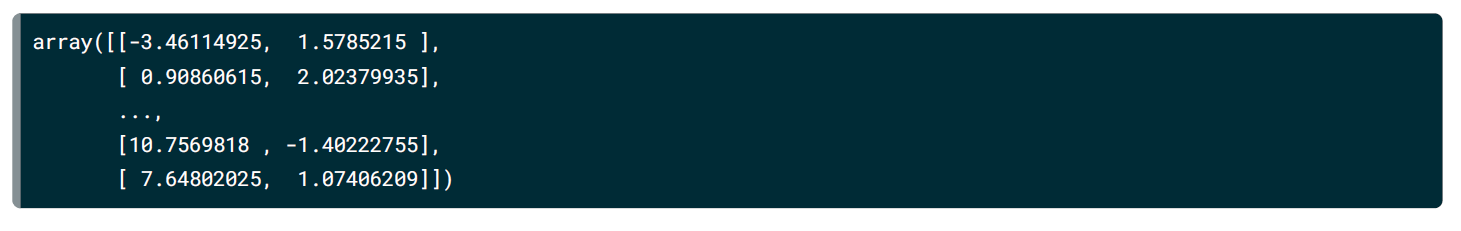 array([[-3.46114925,  1.5785215 ],
       [ 0.90860615,  2.02379935],
       ...,
       [10.7569818 , -1.40222755],
       [ 7.64802025,  1.07406209]])